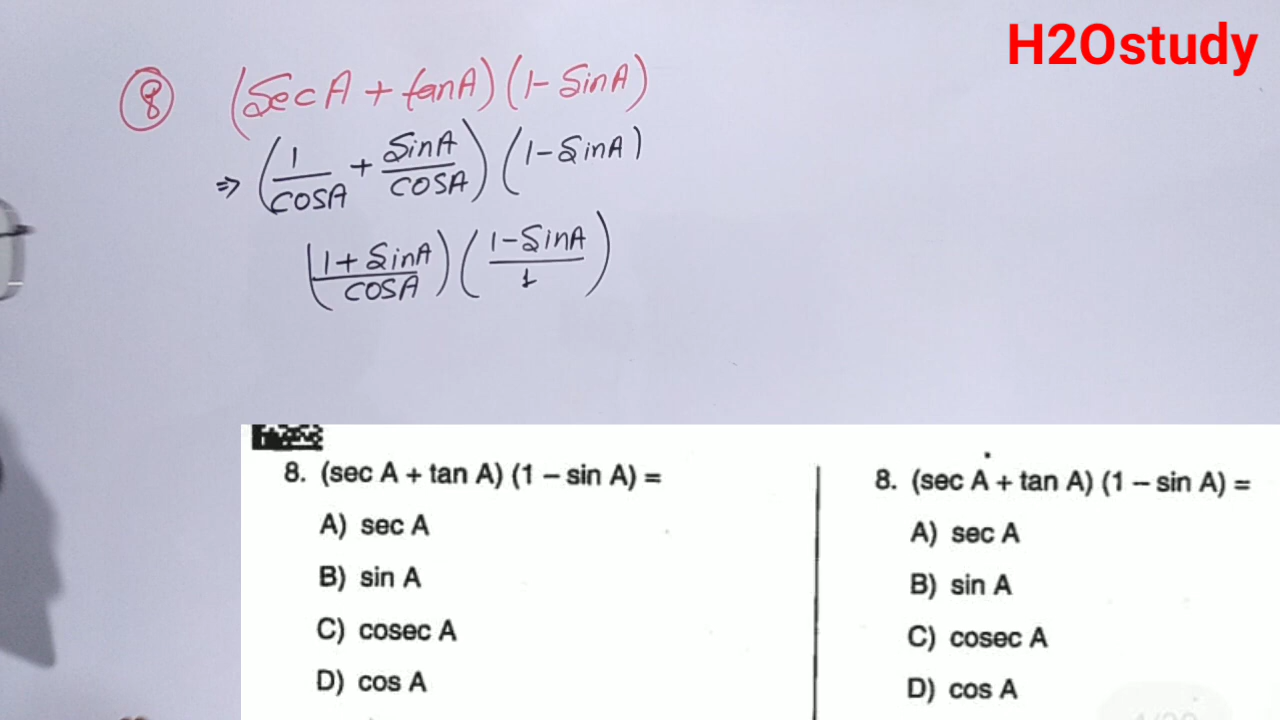 H2Ostudy
8 (SecA + tanA) (1 - SinA)
⇒ (1/COSA + SinA/COSA) (1 - SinA)
(1 + SinA/COSA) (1 - SinA/1)
8. (sec A + tan A) (1 – sin A) =
A) sec A
B) sin A
C) cosec A
D) cos A
8. (sec A + tan A) (1 – sin A) =
A) sec A
B) sin A
C) cosec A
D) cos A